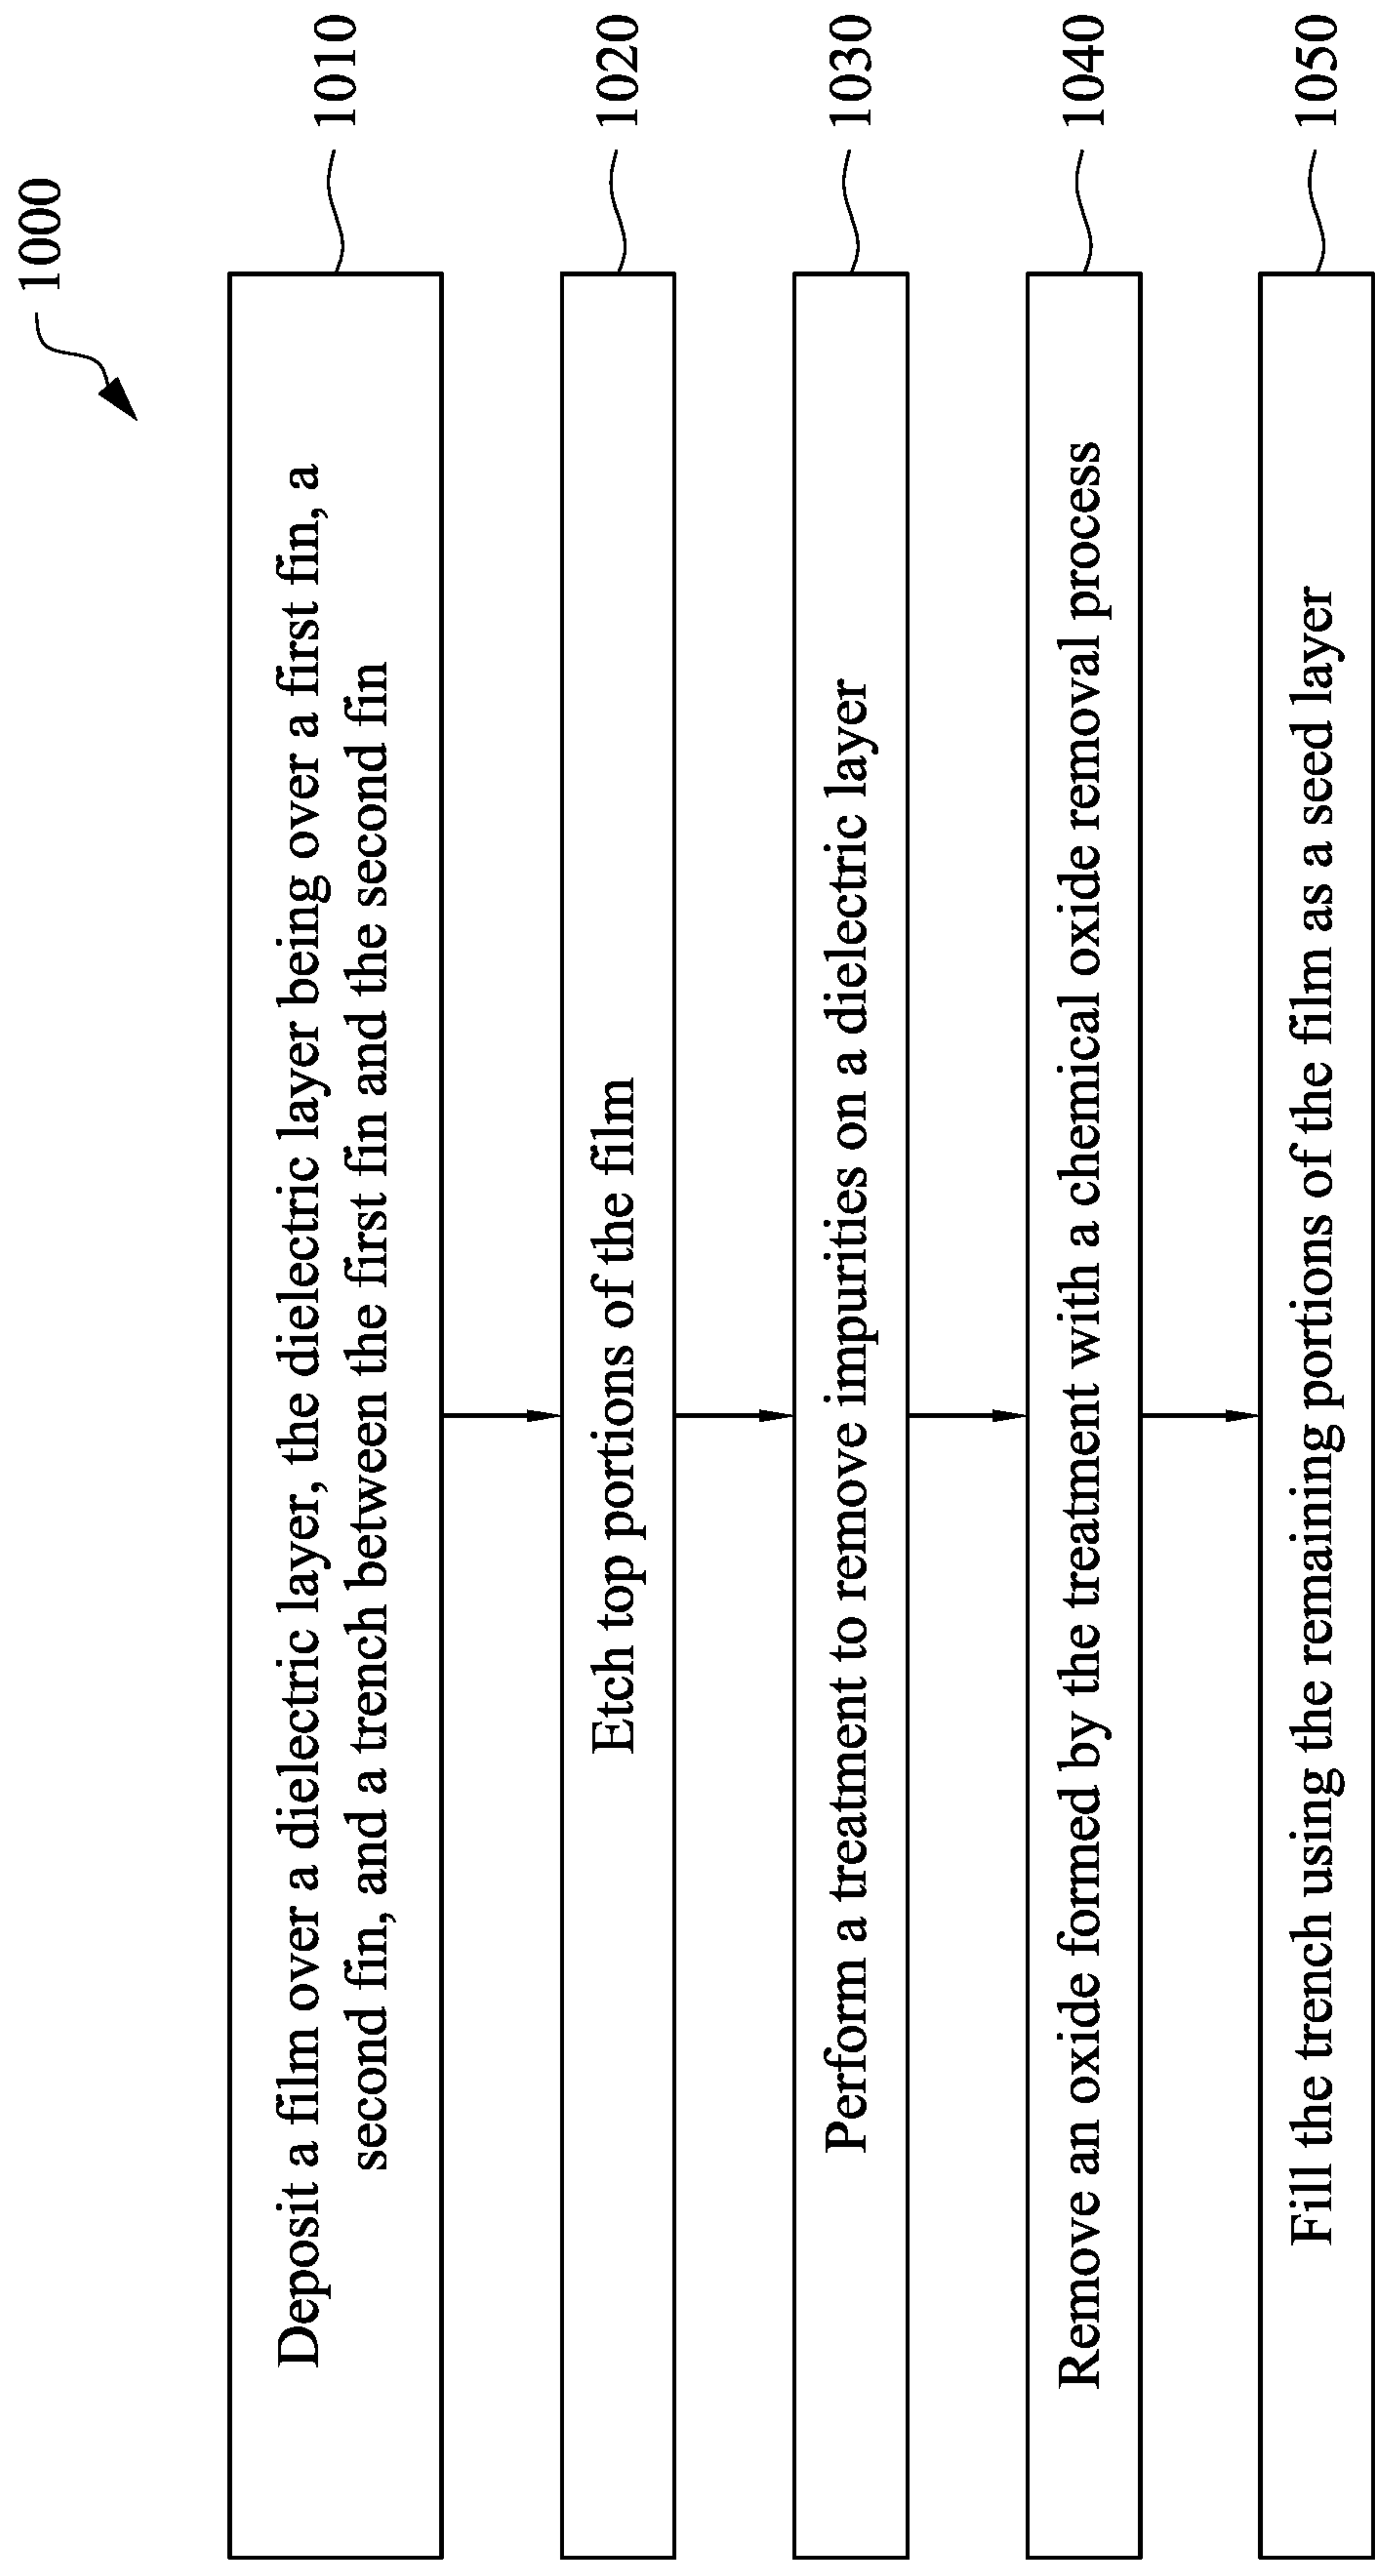 1000
Deposit a film over a dielectric layer, the dielectric layer being over a first fin, a
second fin, and a trench between the first fin and the second fin
1010
Etch top portions of the film
1020
Perform a treatment to remove impurities on a dielectric layer
1030
Remove an oxide formed by the treatment with a chemical oxide removal process
1040
Fill the trench using the remaining portions of the film as a seed layer
1050